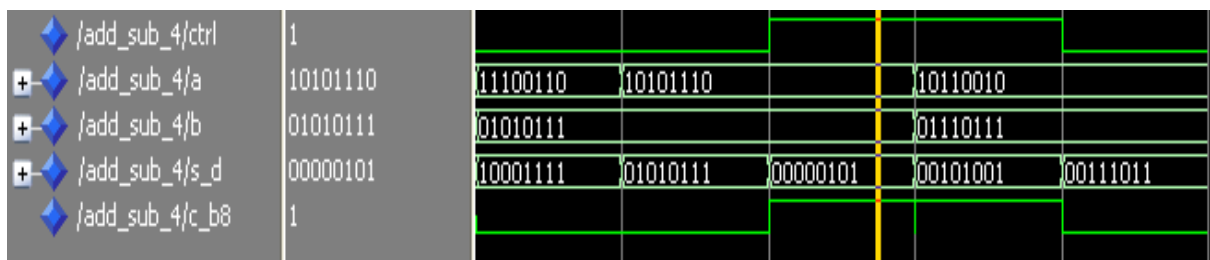 /add_sub_4/ctrl 1
/add_sub_4/a 10101110 11100110 10101110 10110010
/add_sub_4/b 01010111 01010111 01110111
/add_sub_4/s_d 00000101 10001111 01010111 00000101 00101001 00111011
/add_sub_4/c_b8 1